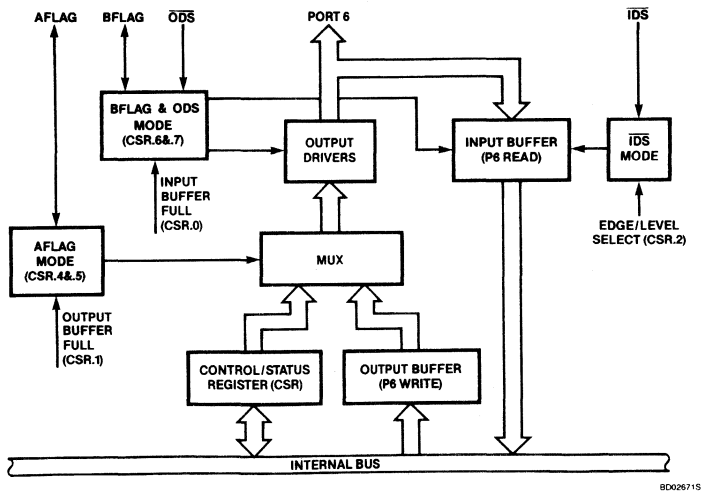 AFLAG
BFLAG
ODS
PORT 6
IDS
BFLAG & ODS
MODE
(CSR.6&.7)
OUTPUT
DRIVERS
INPUT BUFFER
(P6 READ)
IDS
MODE
INPUT
BUFFER
FULL
(CSR.0)
EDGE/LEVEL
SELECT (CSR.2)
AFLAG
MODE
(CSR.4&.5)
MUX
OUTPUT
BUFFER
FULL
(CSR.1)
CONTROL/STATUS
REGISTER (CSR)
OUTPUT BUFFER
(P6 WRITE)
INTERNAL BUS
BD02671S